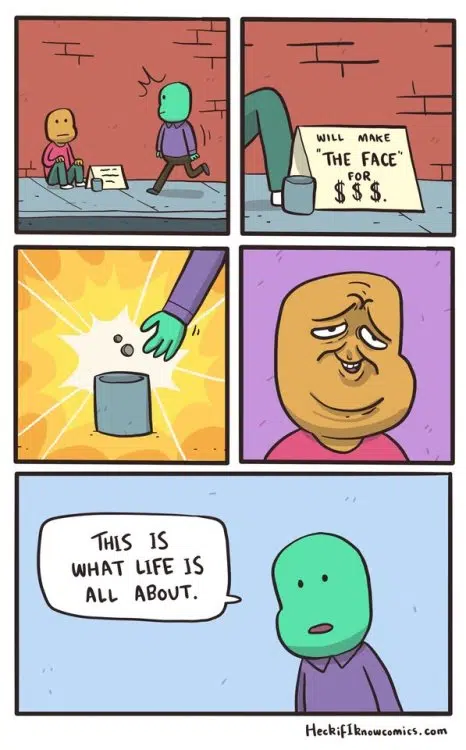 WILL MAKE
"THE FACE"
FOR
$ $ $.
THIS IS
WHAT LIFE IS
ALL ABOUT.
HeckifIknowcomics.com